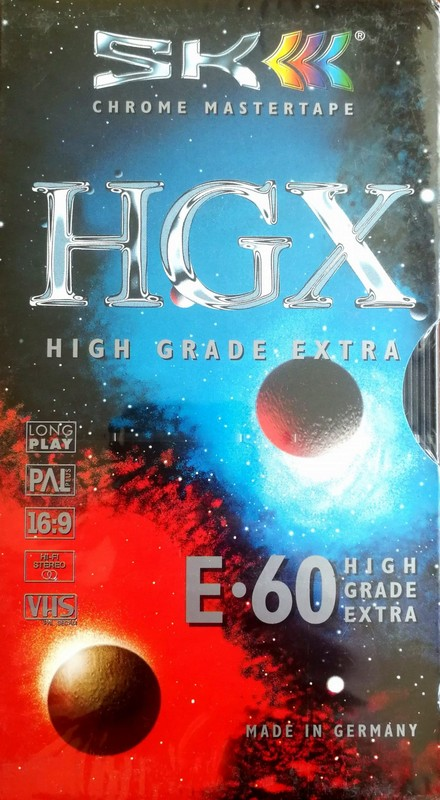 SK®
CHROME MASTERTAPE
HGX
HIGH GRADE EXTRA
LONG
PLAY
PAL PLUS
16:9
HI-FI
STEREO
VHS
E·60
HIGH
GRADE
EXTRA
MADE IN GERMANY